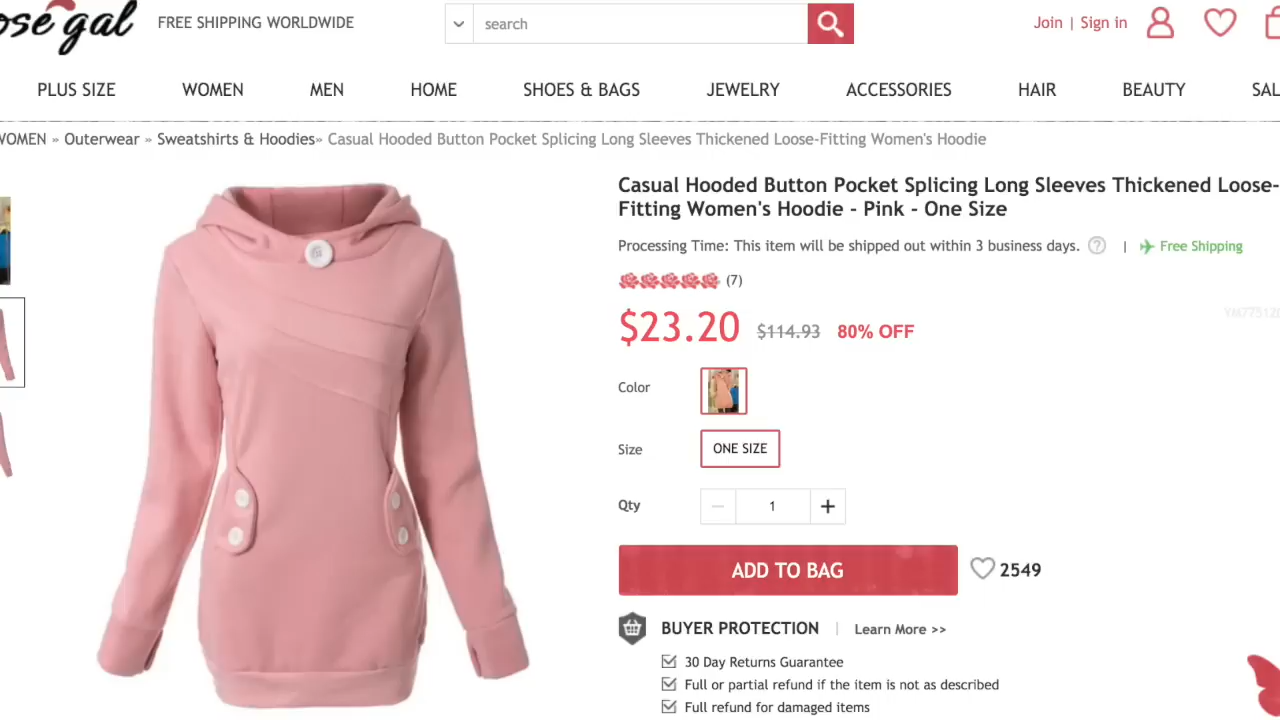 ose gal
FREE SHIPPING WORLDWIDE
search
Join | Sign in
PLUS SIZE
WOMEN
MEN
HOME
SHOES & BAGS
JEWELRY
ACCESSORIES
HAIR
BEAUTY
SAL
WOMEN » Outerwear » Sweatshirts & Hoodies» Casual Hooded Button Pocket Splicing Long Sleeves Thickened Loose-Fitting Women's Hoodie
Casual Hooded Button Pocket Splicing Long Sleeves Thickened Loose-
Fitting Women's Hoodie - Pink - One Size
Processing Time: This item will be shipped out within 3 business days. ? | Free Shipping
(7)
$23.20 $114.93 80% OFF
Color
Size
ONE SIZE
Qty
1
ADD TO BAG
2549
BUYER PROTECTION | Learn More >>
30 Day Returns Guarantee
Full or partial refund if the item is not as described
Full refund for damaged items